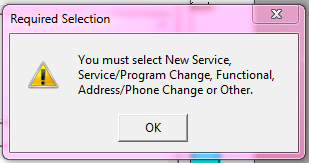 Required Selection
You must select New Service,
Service/Program Change, Functional,
Address/Phone Change or Other.
OK